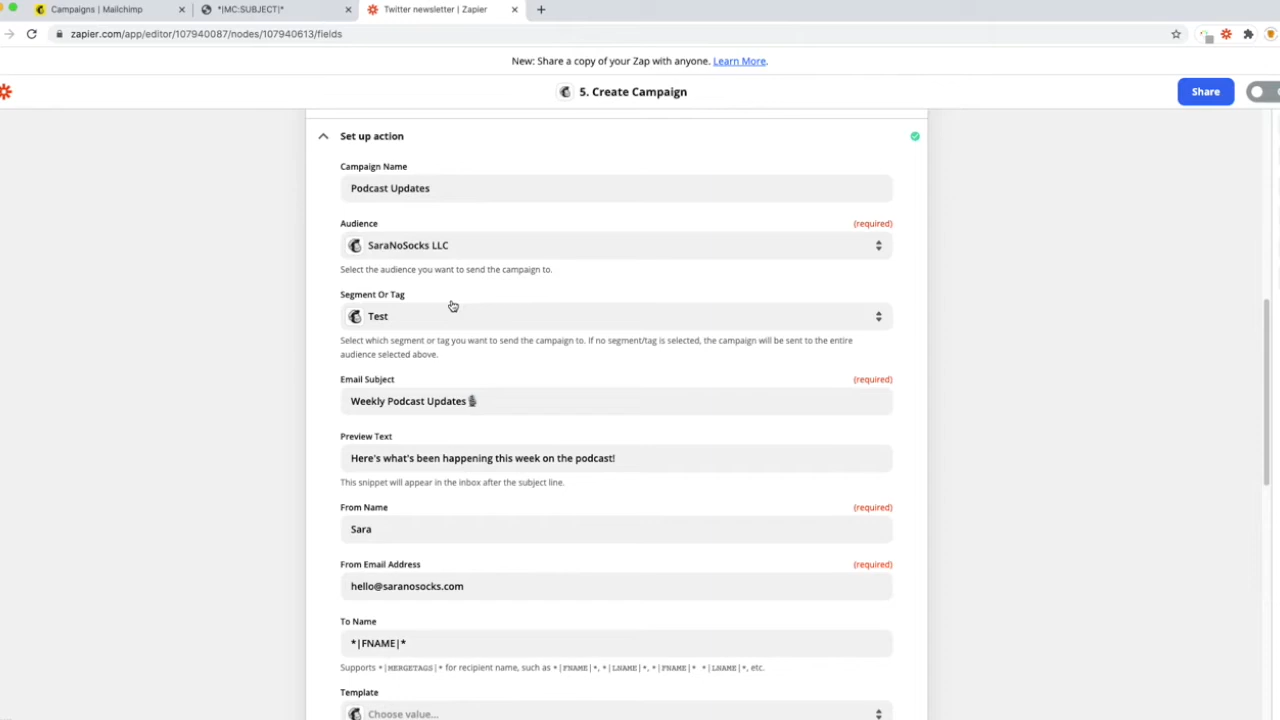 Campaigns | Mailchimp
*|MC:SUBJECT|*
Twitter newsletter | Zapier
zapier.com/app/editor/107940087/nodes/107940613/fields
New: Share a copy of your Zap with anyone. Learn More.
5. Create Campaign
Share
Set up action
Campaign Name
Podcast Updates
Audience (required)
SaraNoSocks LLC
Select the audience you want to send the campaign to.
Segment Or Tag
Test
Select which segment or tag you want to send the campaign to. If no segment/tag is selected, the campaign will be sent to the entire
audience selected above.
Email Subject (required)
Weekly Podcast Updates🎙
Preview Text
Here's what's been happening this week on the podcast!
This snippet will appear in the inbox after the subject line.
From Name (required)
Sara
From Email Address (required)
hello@saranosocks.com
To Name
*|FNAME|*
Supports *|MERGETAGS|* for recipient name, such as *|FNAME|*, *|LNAME|*, *|FNAME|* *|LNAME|*, etc.
Template
Choose value...